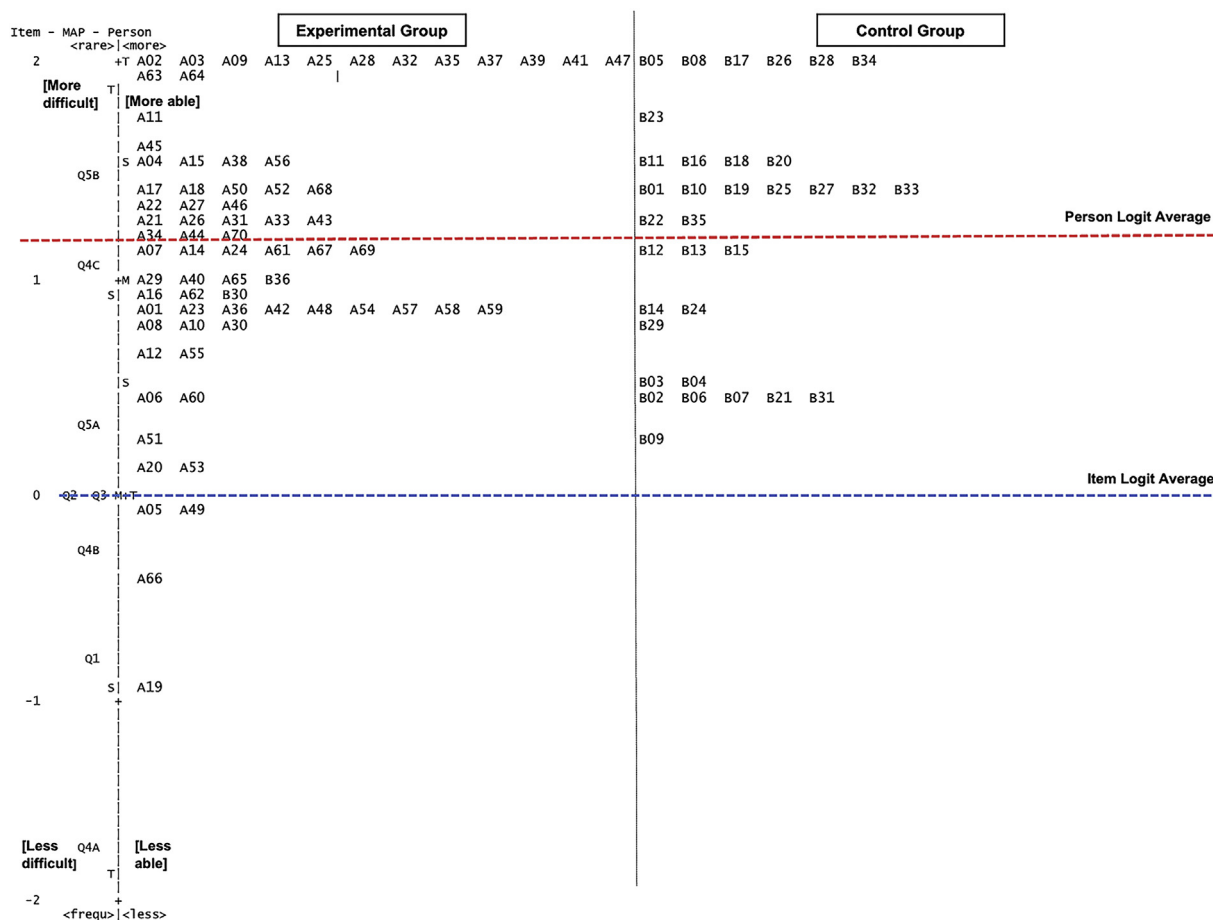 Experimental Group Control Group
Item - MAP - Person
<rare>|<more>
2 +T A02 A03 A09 A13 A25 A28 A32 A35 A37 A39 A41 A47 B05 B08 B17 B26 B28 B34
A63 A64 |
[More T|
difficult] [More able]
A11 B23
A45
|S A04 A15 A38 A56 B11 B16 B18 B20
Q5B
A17 A18 A50 A52 A68 B01 B10 B19 B25 B27 B32 B33
A22 A27 A46
A21 A26 A31 A33 A43 B22 B35 Person Logit Average
A34 A44 A70
A07 A14 A24 A61 A67 A69 B12 B13 B15
Q4C
1 +M A29 A40 A65 B36
S| A16 A62 B30
A01 A23 A36 A42 A48 A54 A57 A58 A59 B14 B24
A08 A10 A30 B29
A12 A55
|S B03 B04
A06 A60 B02 B06 B07 B21 B31
Q5A
A51 B09
A20 A53
Item Logit Average
0 Q2 Q3 M+T
A05 A49
Q4B
A66
Q1
S| A19
-1 +
[Less Q4A [Less
difficult] able]
T|
-2 +
<frequ>|<less>